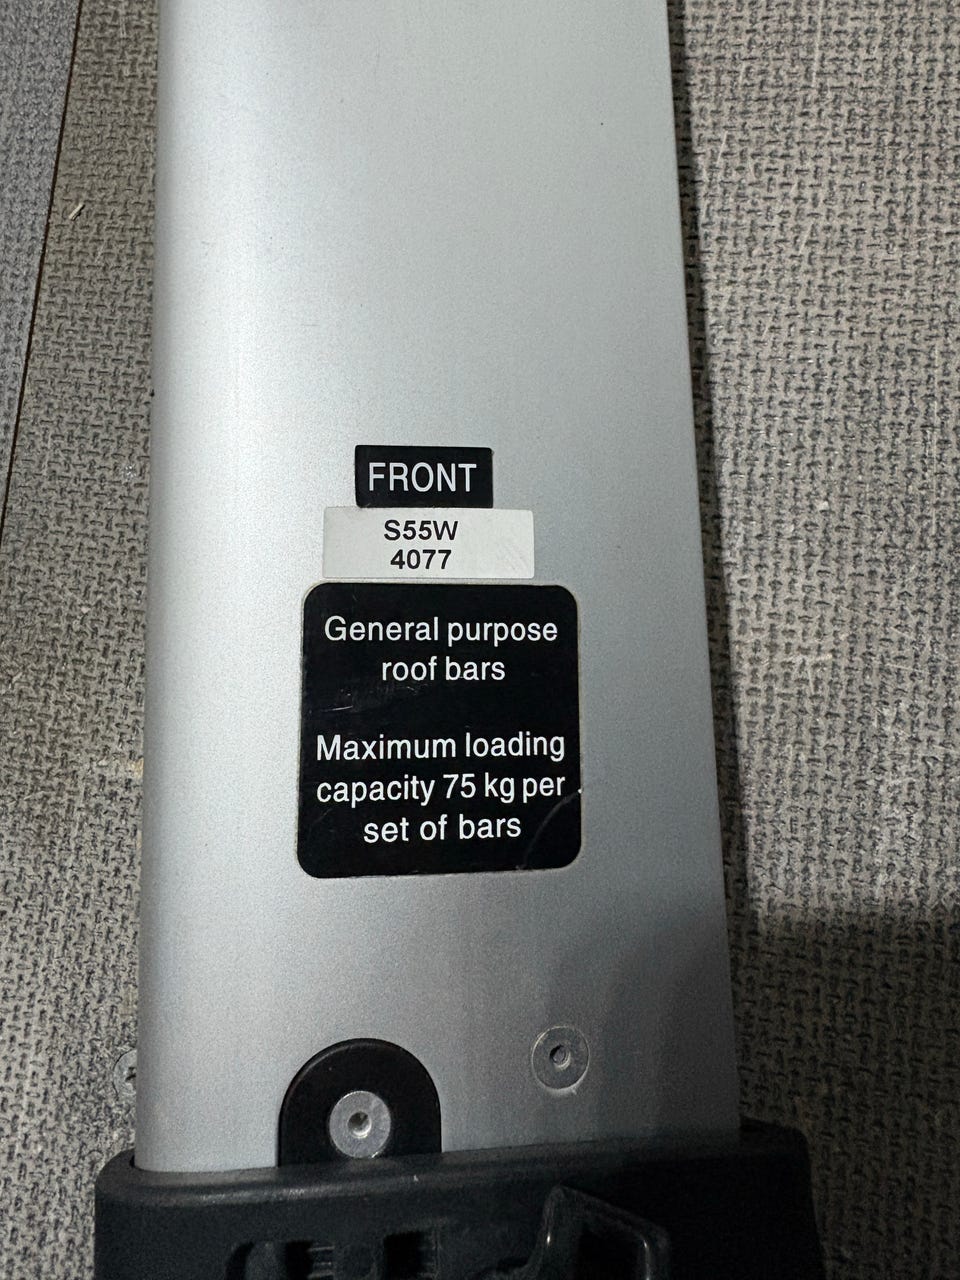 FRONT
S55W
4077
General purpose
roof bars
Maximum loading
capacity 75 kg per
set of bars